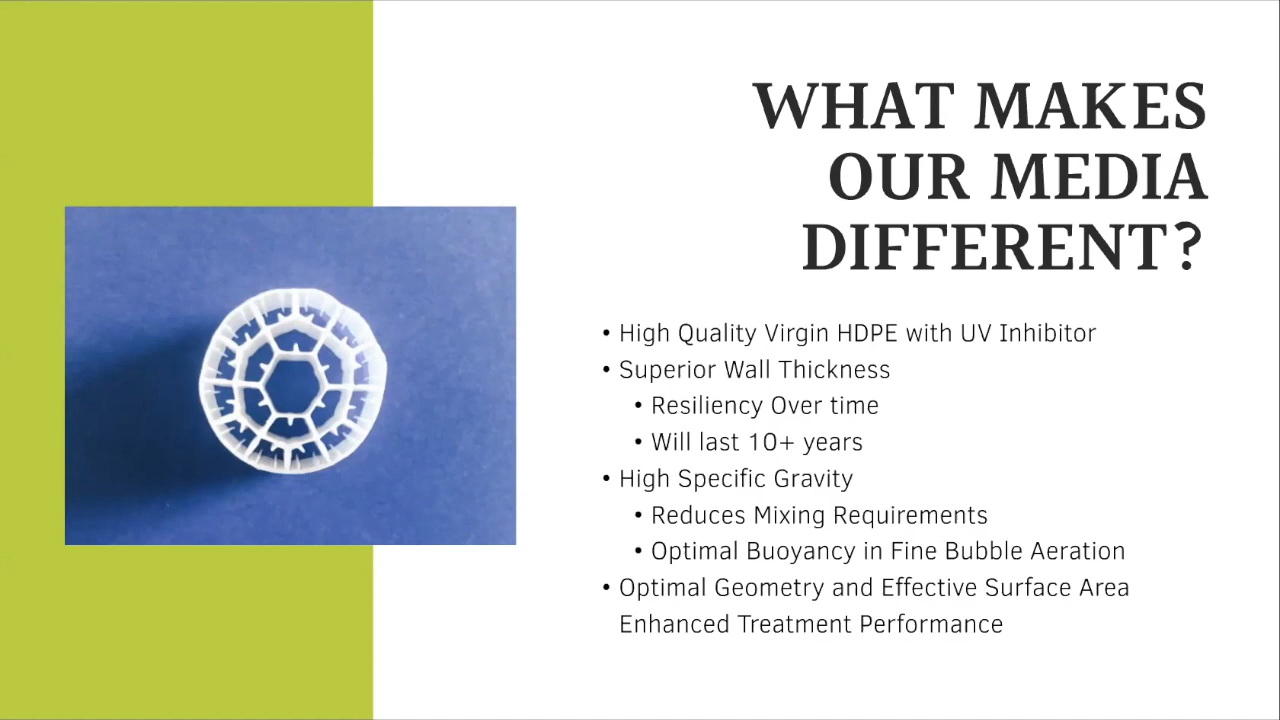 WHAT MAKES
OUR MEDIA
DIFFERENT?
• High Quality Virgin HDPE with UV Inhibitor
• Superior Wall Thickness
• Resiliency Over time
• Will last 10+ years
• High Specific Gravity
• Reduces Mixing Requirements
• Optimal Buoyancy in Fine Bubble Aeration
• Optimal Geometry and Effective Surface Area
Enhanced Treatment Performance